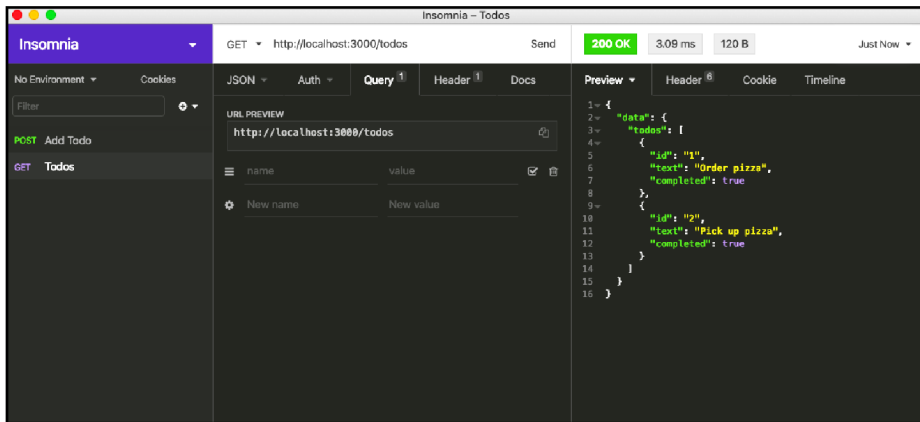 Insomnia – Todos
Insomnia
GET http://localhost:3000/todos Send
200 OK 3.09 ms 120 B Just Now
No Environment Cookies
JSON Auth Query 1 Header 1 Docs
Preview Header 6 Cookie Timeline
Filter
POST Add Todo
GET Todos
URL PREVIEW
http://localhost:3000/todos
name value
New name New value
1 {
2 "data": {
3 "todos": [
4 {
5 "id": "1",
6 "text": "Order pizza",
7 "completed": true
8 },
9 {
10 "id": "2",
11 "text": "Pick up pizza",
12 "completed": true
13 }
14 ]
15 }
16 }